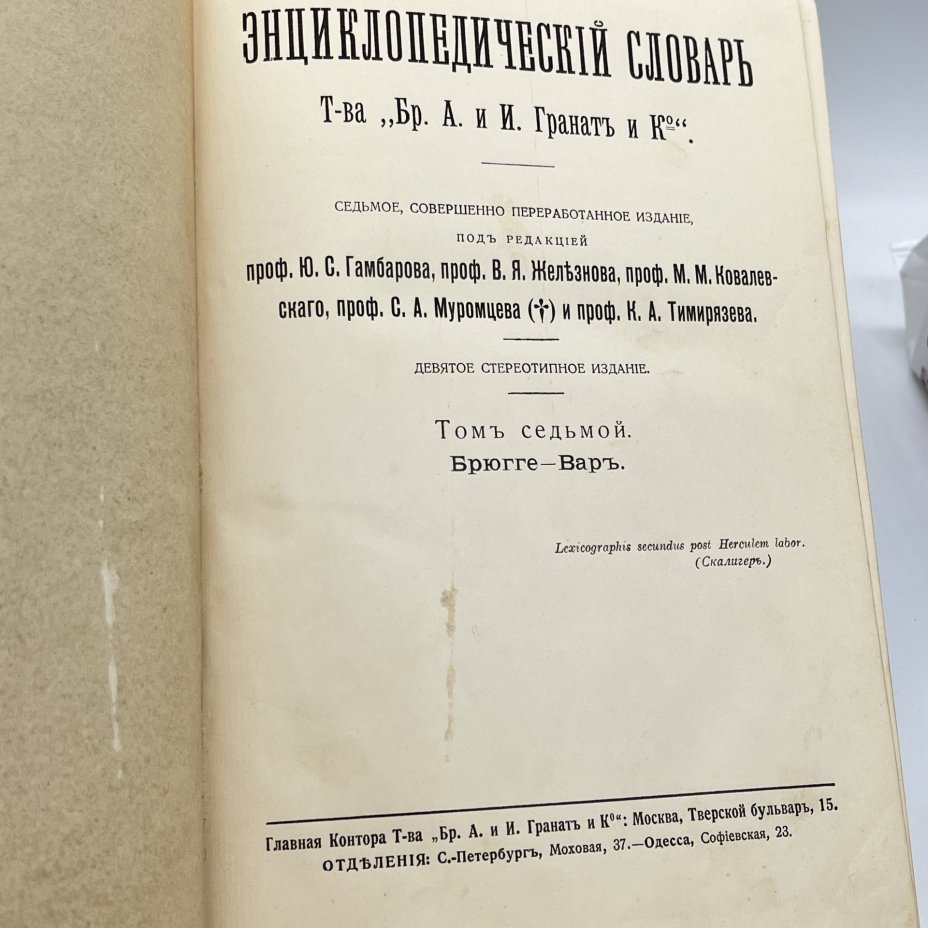 ЭНЦИКЛОПЕДИЧЕСКІЙ СЛОВАРЬ
Т-ва „Бр. А. и И. Гранатъ и Кº“.
СЕДЬМОЕ, СОВЕРШЕННО ПЕРЕРАБОТАННОЕ ИЗДАНІЕ,
ПОДЪ РЕДАКЦІЕЙ
проф. Ю. С. Гамбарова, проф. В. Я. Желѣзнова, проф. М. М. Ковалев-
скаго, проф. С. А. Муромцева (†) и проф. К. А. Тимирязева.
ДЕВЯТОЕ СТЕРЕОТИПНОЕ ИЗДАНІЕ.
Томъ седьмой.
Брюгге—Варъ.
Lexicographis secundus post Herculem labor.
(Скалигеръ.)
Главная Контора Т-ва „Бр. А. и И. Гранатъ и Кº“: Москва, Тверской бульваръ, 15.
ОТДѢЛЕНІЯ: С.-Петербургъ, Моховая, 37.—Одесса, Софіевская, 23.